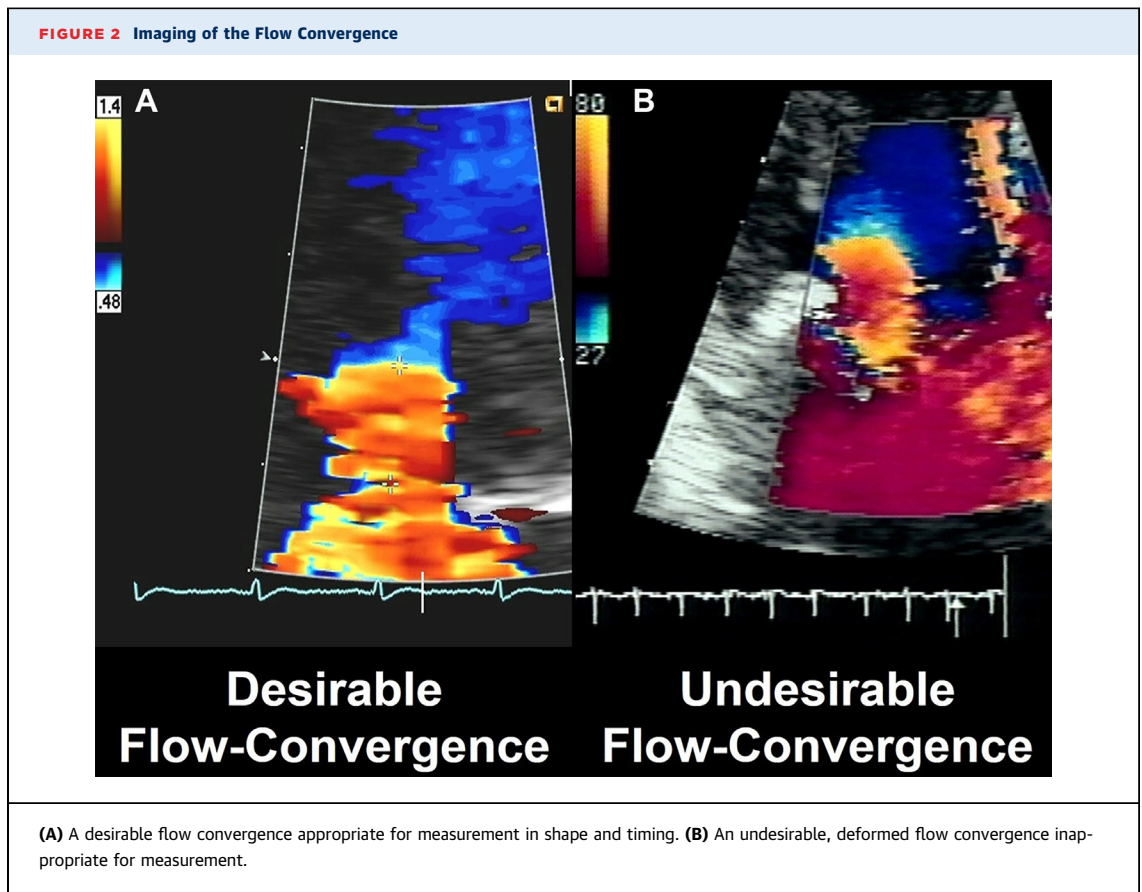 FIGURE 2 Imaging of the Flow Convergence
1.4
A
80
B
.48
27
Desirable
Flow-Convergence
Undesirable
Flow-Convergence
(A) A desirable flow convergence appropriate for measurement in shape and timing. (B) An undesirable, deformed flow convergence inap-
propriate for measurement.